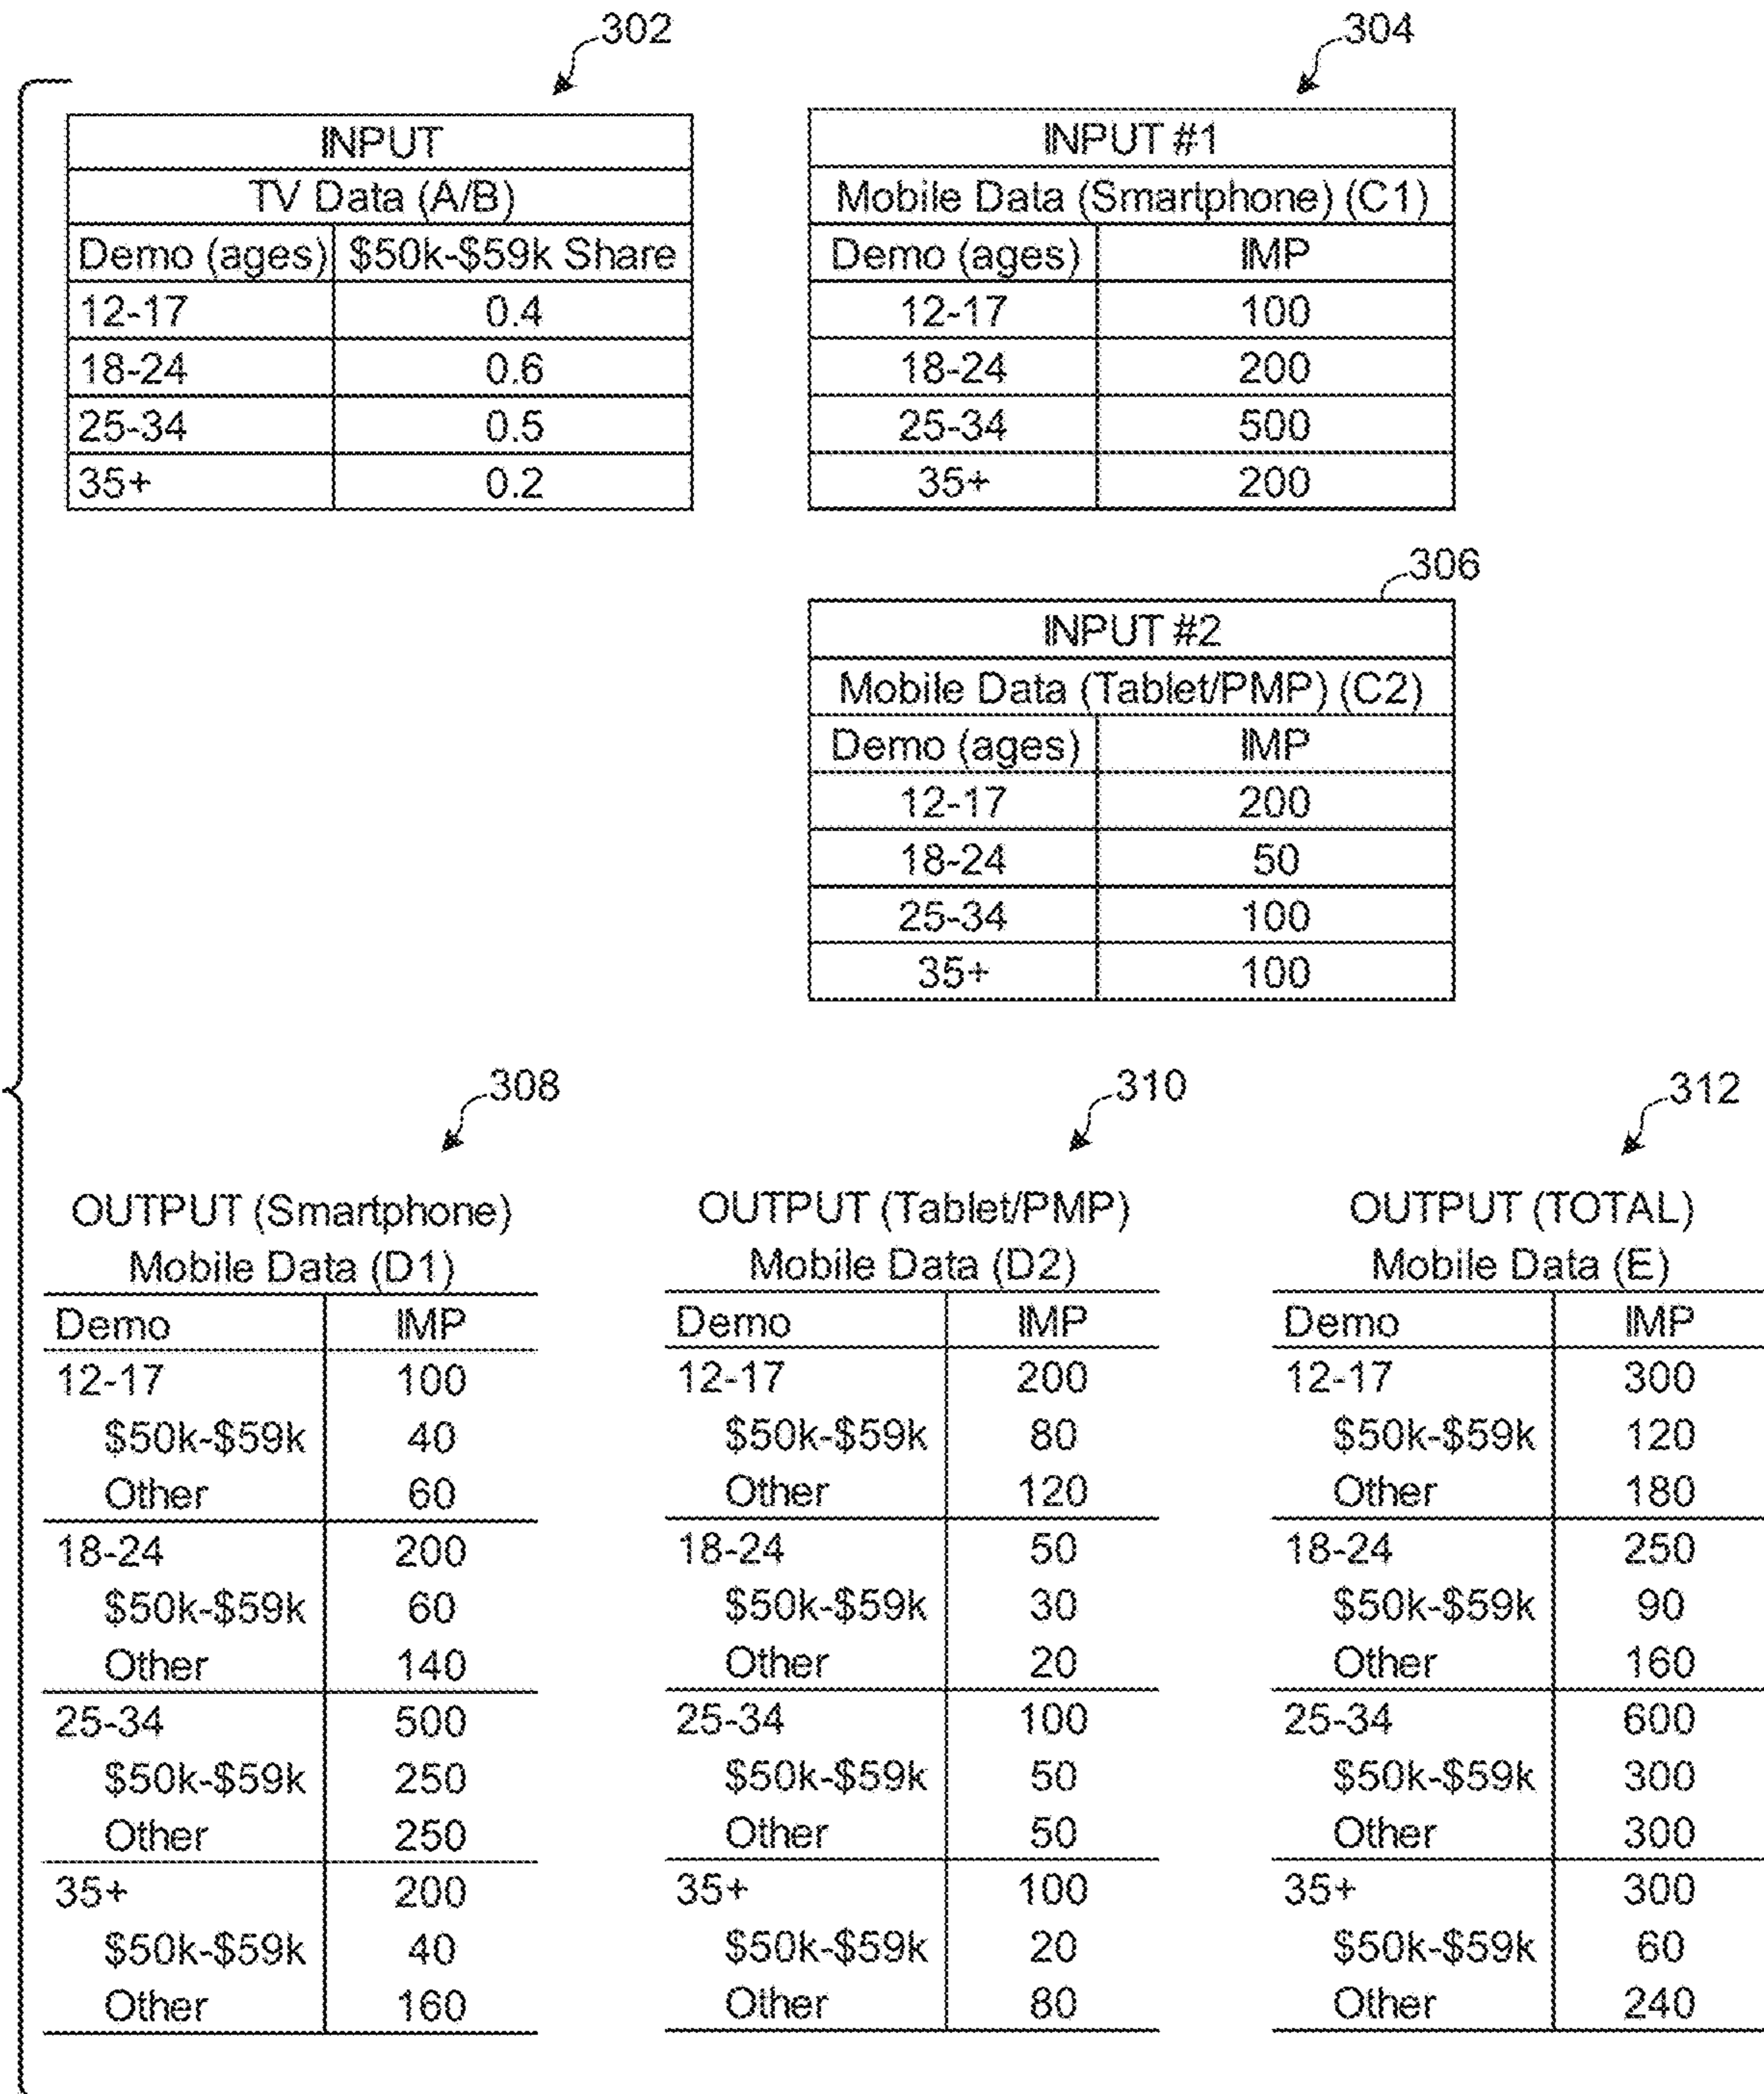 302
INPUT
TV Data (A/B)
Demo (ages) $50k-$59k Share
12-17 0.4
18-24 0.6
25-34 0.5
35+ 0.2
304
INPUT #1
Mobile Data (Smartphone) (C1)
Demo (ages) IMP
12-17 100
18-24 200
25-34 500
35+ 200
306
INPUT #2
Mobile Data (Tablet/PMP) (C2)
Demo (ages) IMP
12-17 200
18-24 50
25-34 100
35+ 100
308
OUTPUT (Smartphone)
Mobile Data (D1)
Demo IMP
12-17 100
$50k-$59k 40
Other 60
18-24 200
$50k-$59k 60
Other 140
25-34 500
$50k-$59k 250
Other 250
35+ 200
$50k-$59k 40
Other 160
310
OUTPUT (Tablet/PMP)
Mobile Data (D2)
Demo IMP
12-17 200
$50k-$59k 80
Other 120
18-24 50
$50k-$59k 30
Other 20
25-34 100
$50k-$59k 50
Other 50
35+ 100
$50k-$59k 20
Other 80
312
OUTPUT (TOTAL)
Mobile Data (E)
Demo IMP
12-17 300
$50k-$59k 120
Other 180
18-24 250
$50k-$59k 90
Other 160
25-34 600
$50k-$59k 300
Other 300
35+ 300
$50k-$59k 60
Other 240